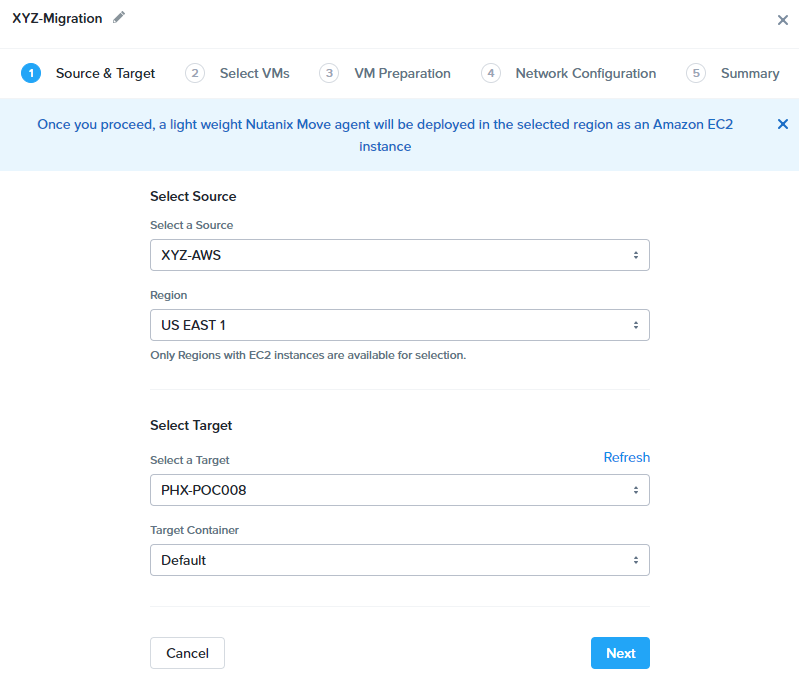 XYZ-Migration
1 Source & Target 2 Select VMs 3 VM Preparation 4 Network Configuration 5 Summary
Once you proceed, a light weight Nutanix Move agent will be deployed in the selected region as an Amazon EC2
instance
Select Source
Select a Source
XYZ-AWS
Region
US EAST 1
Only Regions with EC2 instances are available for selection.
Select Target
Select a Target Refresh
PHX-POC008
Target Container
Default
Cancel Next